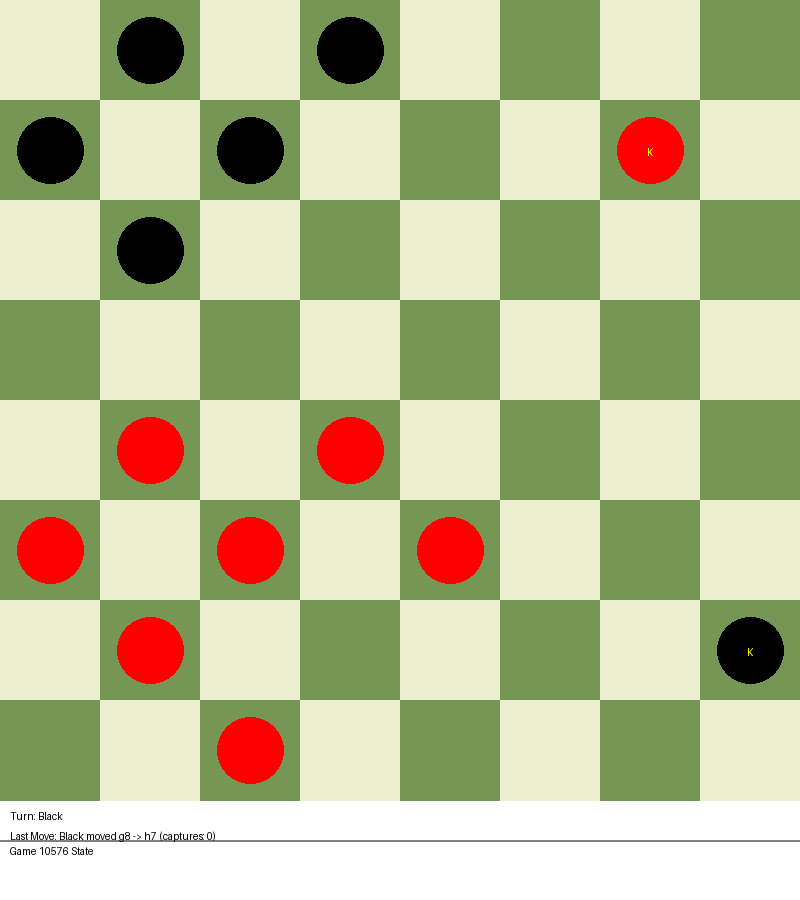 K
K
Turn: Black
Last Move: Black moved g8 -> h7 (captures: 0)
Game 10576 State